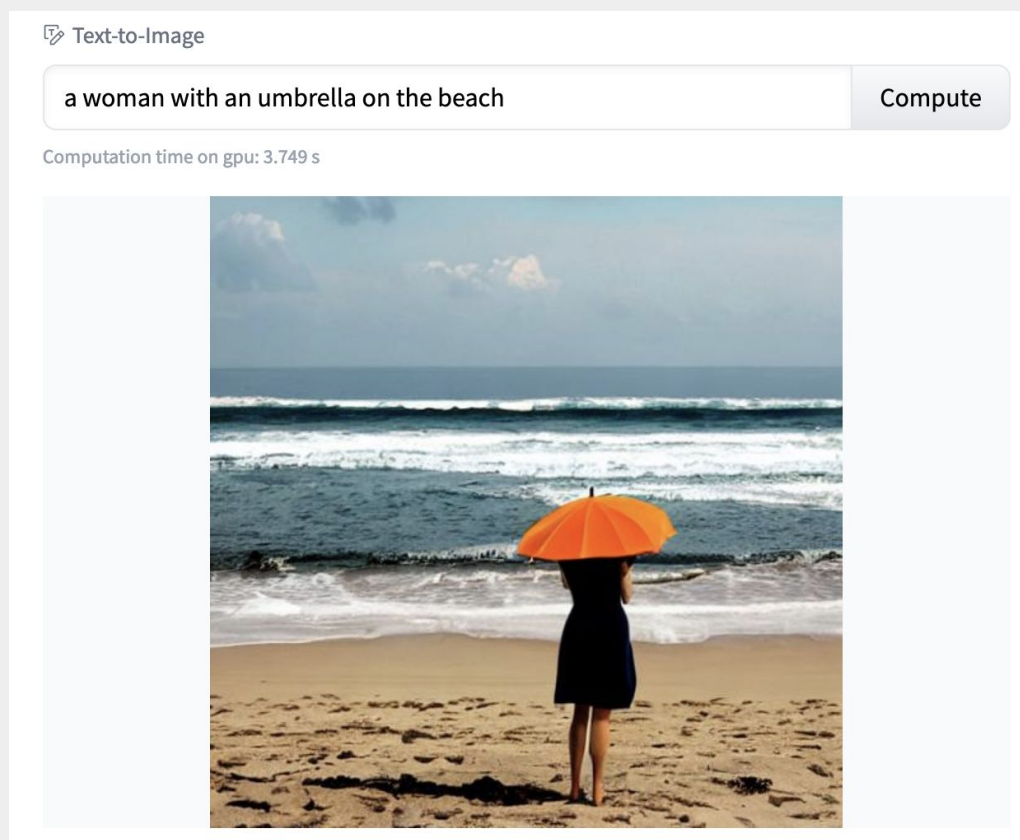 Text-to-Image
a woman with an umbrella on the beach
Compute
Computation time on gpu: 3.749 s